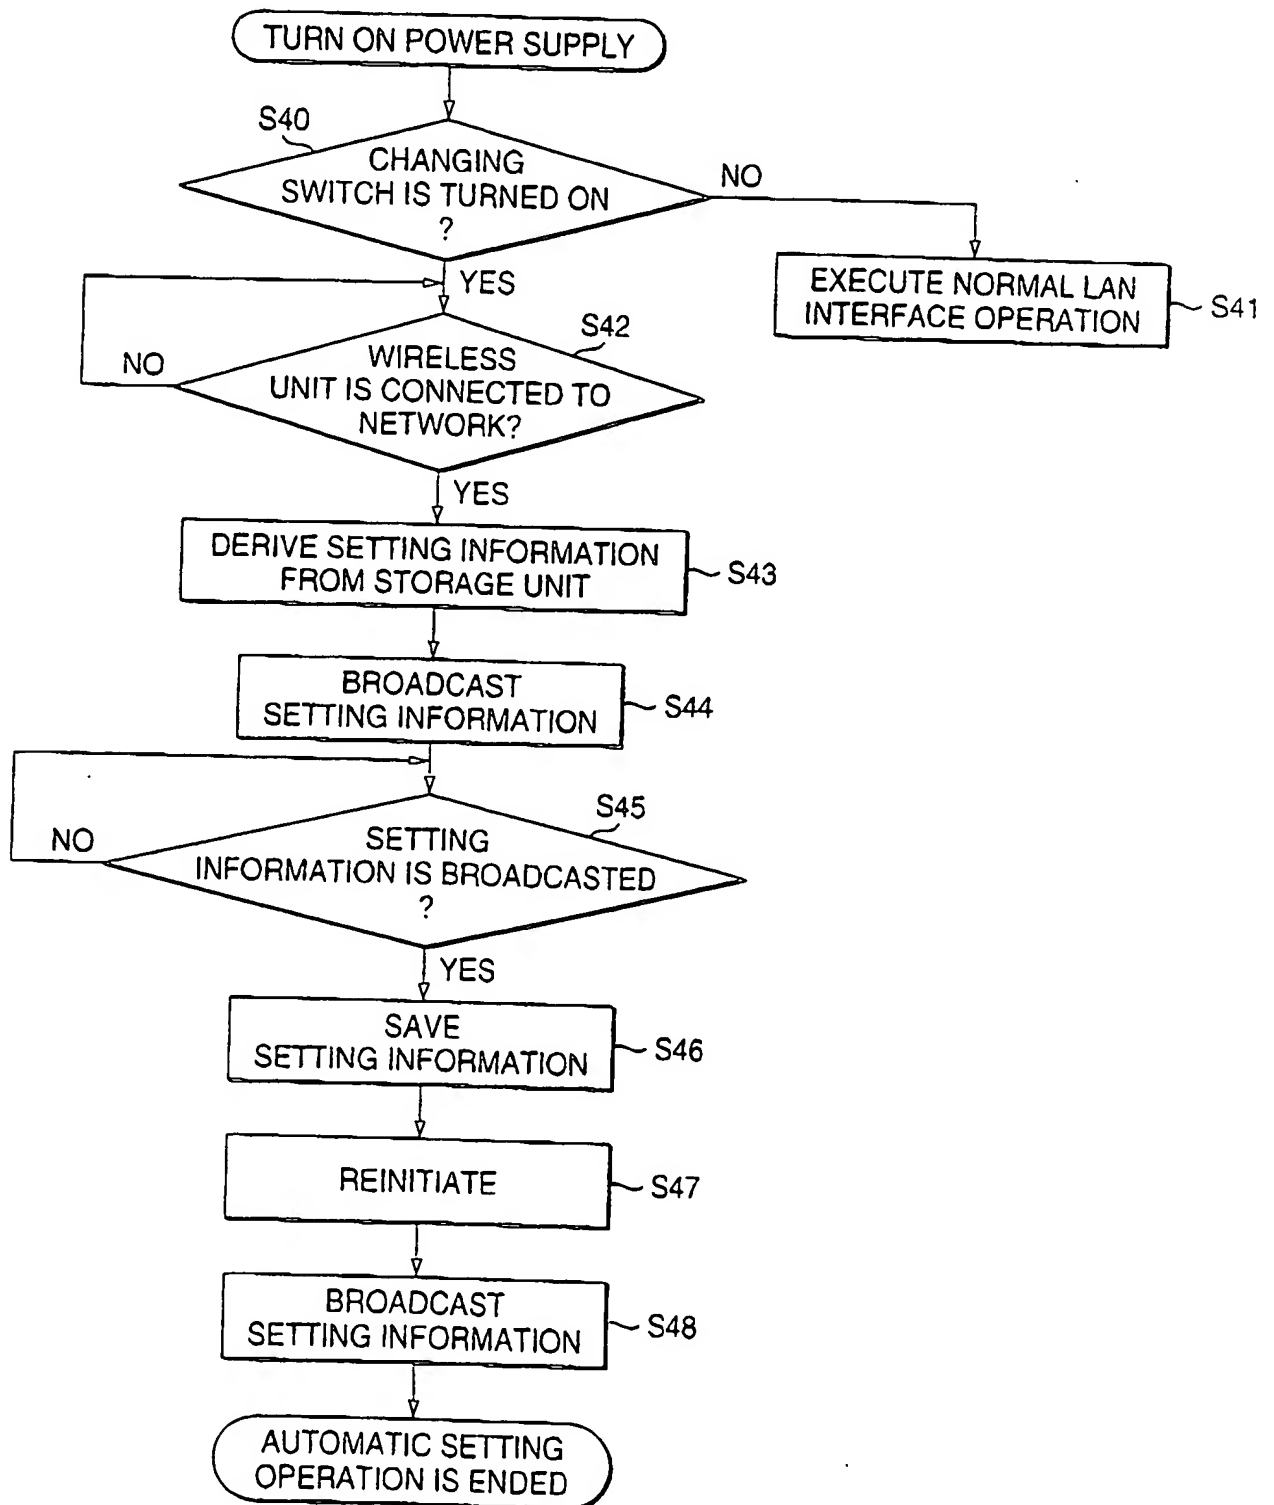 TURN ON POWER SUPPLY
S40
CHANGING
SWITCH IS TURNED ON
?
NO
YES
EXECUTE NORMAL LAN
INTERFACE OPERATION
S41
S42
WIRELESS
UNIT IS CONNECTED TO
NETWORK?
NO
YES
DERIVE SETTING INFORMATION
FROM STORAGE UNIT
S43
BROADCAST
SETTING INFORMATION
S44
S45
SETTING
INFORMATION IS BROADCASTED
?
NO
YES
SAVE
SETTING INFORMATION
S46
REINITIATE
S47
BROADCAST
SETTING INFORMATION
S48
AUTOMATIC SETTING
OPERATION IS ENDED